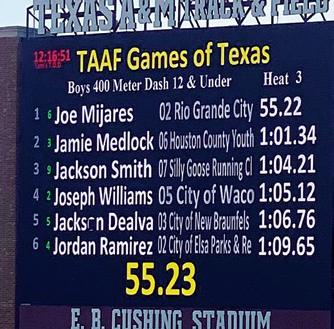 TEXAS A&M TRACK & FIELD
12:16:51
TAAF Games of Texas
Boys 400 Meter Dash 12 & Under Heat 3
1 6 Joe Mijares 02 Rio Grande City 55.22
2 3 Jamie Medlock 06 Houston County Youth 1:01.34
3 9 Jackson Smith 07 Silly Goose Running Cl 1:04.21
4 2 Joseph Williams 05 City of Waco 1:05.12
5 5 Jackson Dealva 03 City of New Braunfels 1:06.76
6 4 Jordan Ramirez 02 City of Elsa Parks & Re 1:09.65
55.23
E. B. CUSHING STADIUM